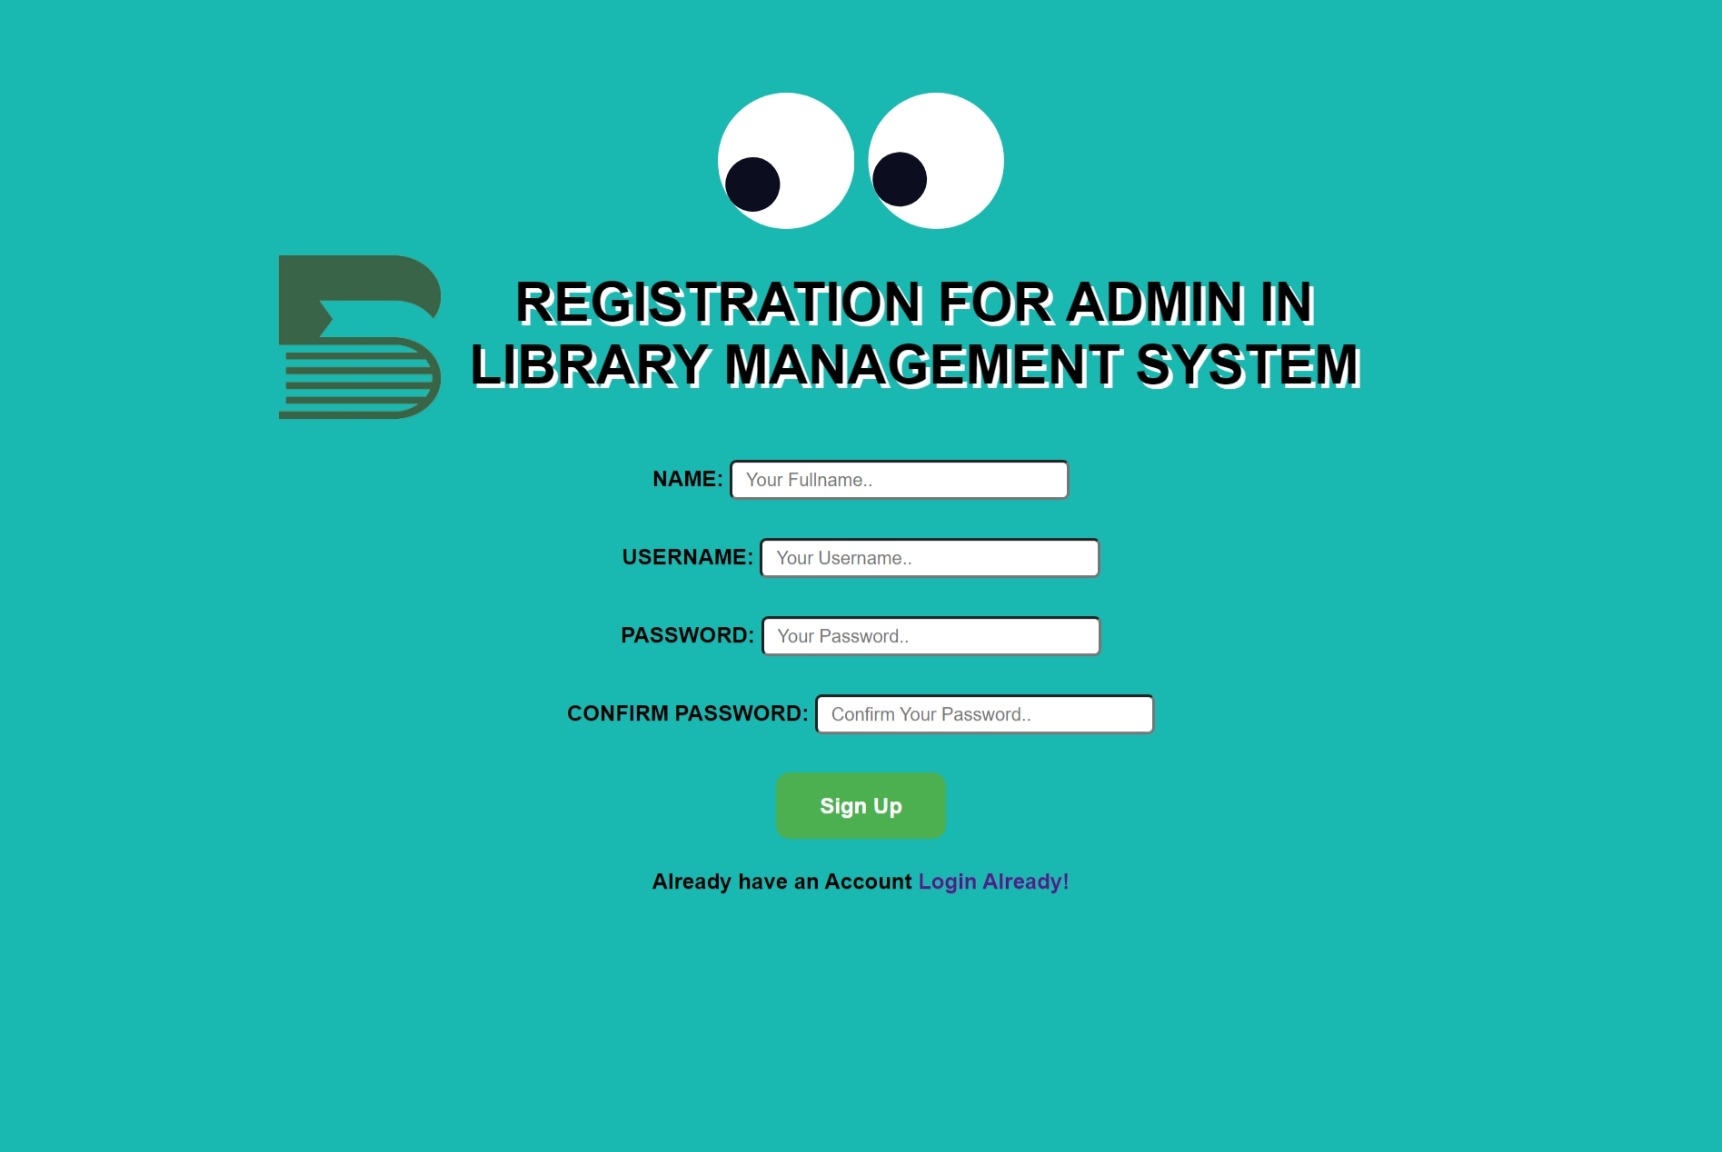 REGISTRATION FOR ADMIN IN
LIBRARY MANAGEMENT SYSTEM
NAME: Your Fullname..
USERNAME: Your Username..
PASSWORD: Your Password..
CONFIRM PASSWORD: Confirm Your Password..
Sign Up
Already have an Account Login Already!